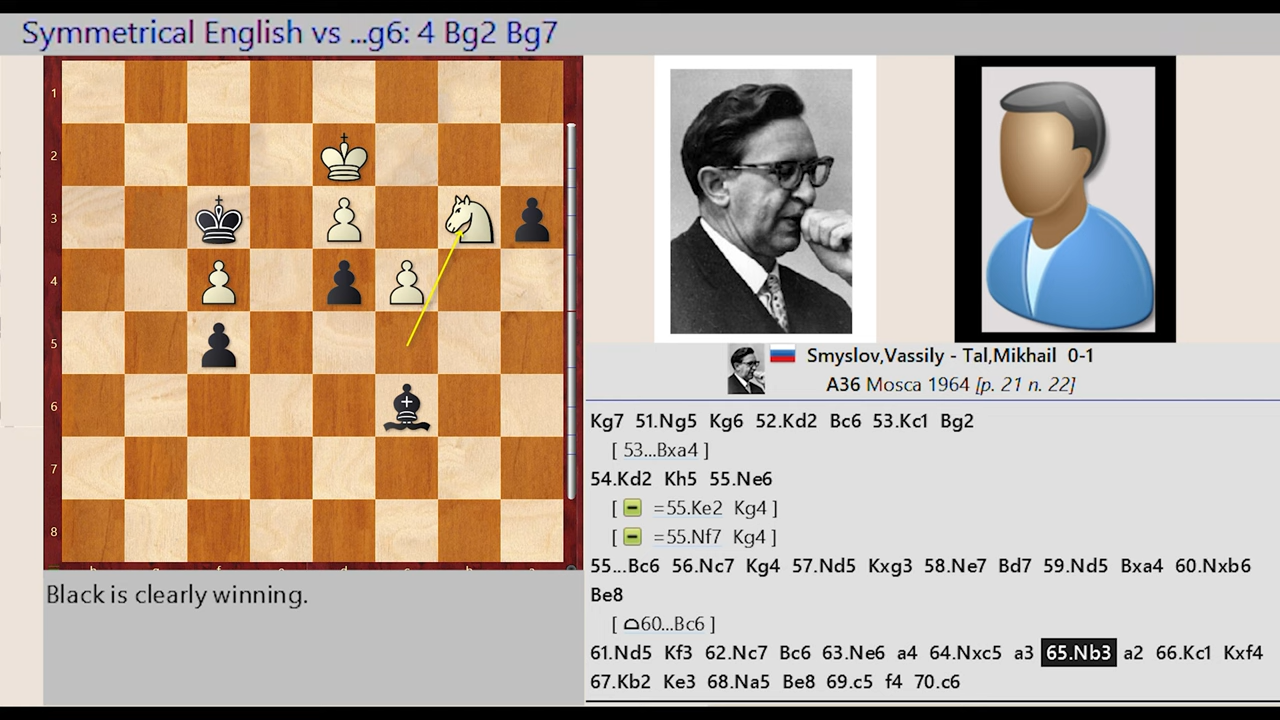 Symmetrical English vs ...g6: 4 Bg2 Bg7
1
2
3
4
5
6
7
8
Smyslov,Vassily - Tal,Mikhail 0-1
A36 Mosca 1964 [p. 21 n. 22]
Kg7 51.Ng5 Kg6 52.Kd2 Bc6 53.Kc1 Bg2
[ 53...Bxa4 ]
54.Kd2 Kh5 55.Ne6
[ = 55.Ke2 Kg4 ]
[ = 55.Nf7 Kg4 ]
55...Bc6 56.Nc7 Kg4 57.Nd5 Kxg3 58.Ne7 Bd7 59.Nd5 Bxa4 60.Nxb6
Be8
[ ⌓60...Bc6 ]
61.Nd5 Kf3 62.Nc7 Bc6 63.Ne6 a4 64.Nxc5 a3 65.Nb3 a2 66.Kc1 Kxf4
67.Kb2 Ke3 68.Na5 Be8 69.c5 f4 70.c6
Black is clearly winning.